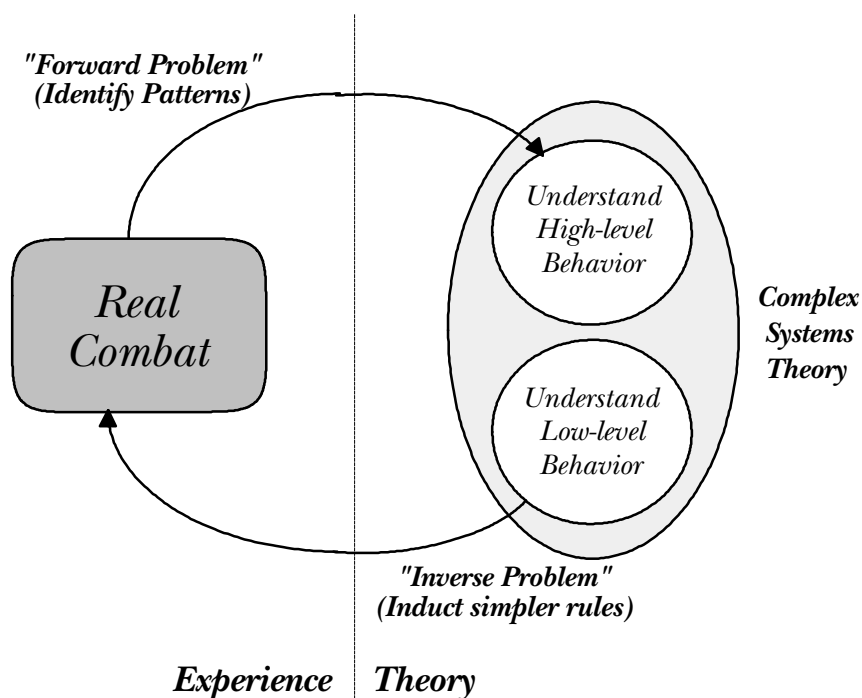 "Forward Problem"
(Identify Patterns)
Understand
High-level
Behavior
Real
Combat
Complex
Systems
Theory
Understand
Low-level
Behavior
"Inverse Problem"
(Induct simpler rules)
Experience
Theory